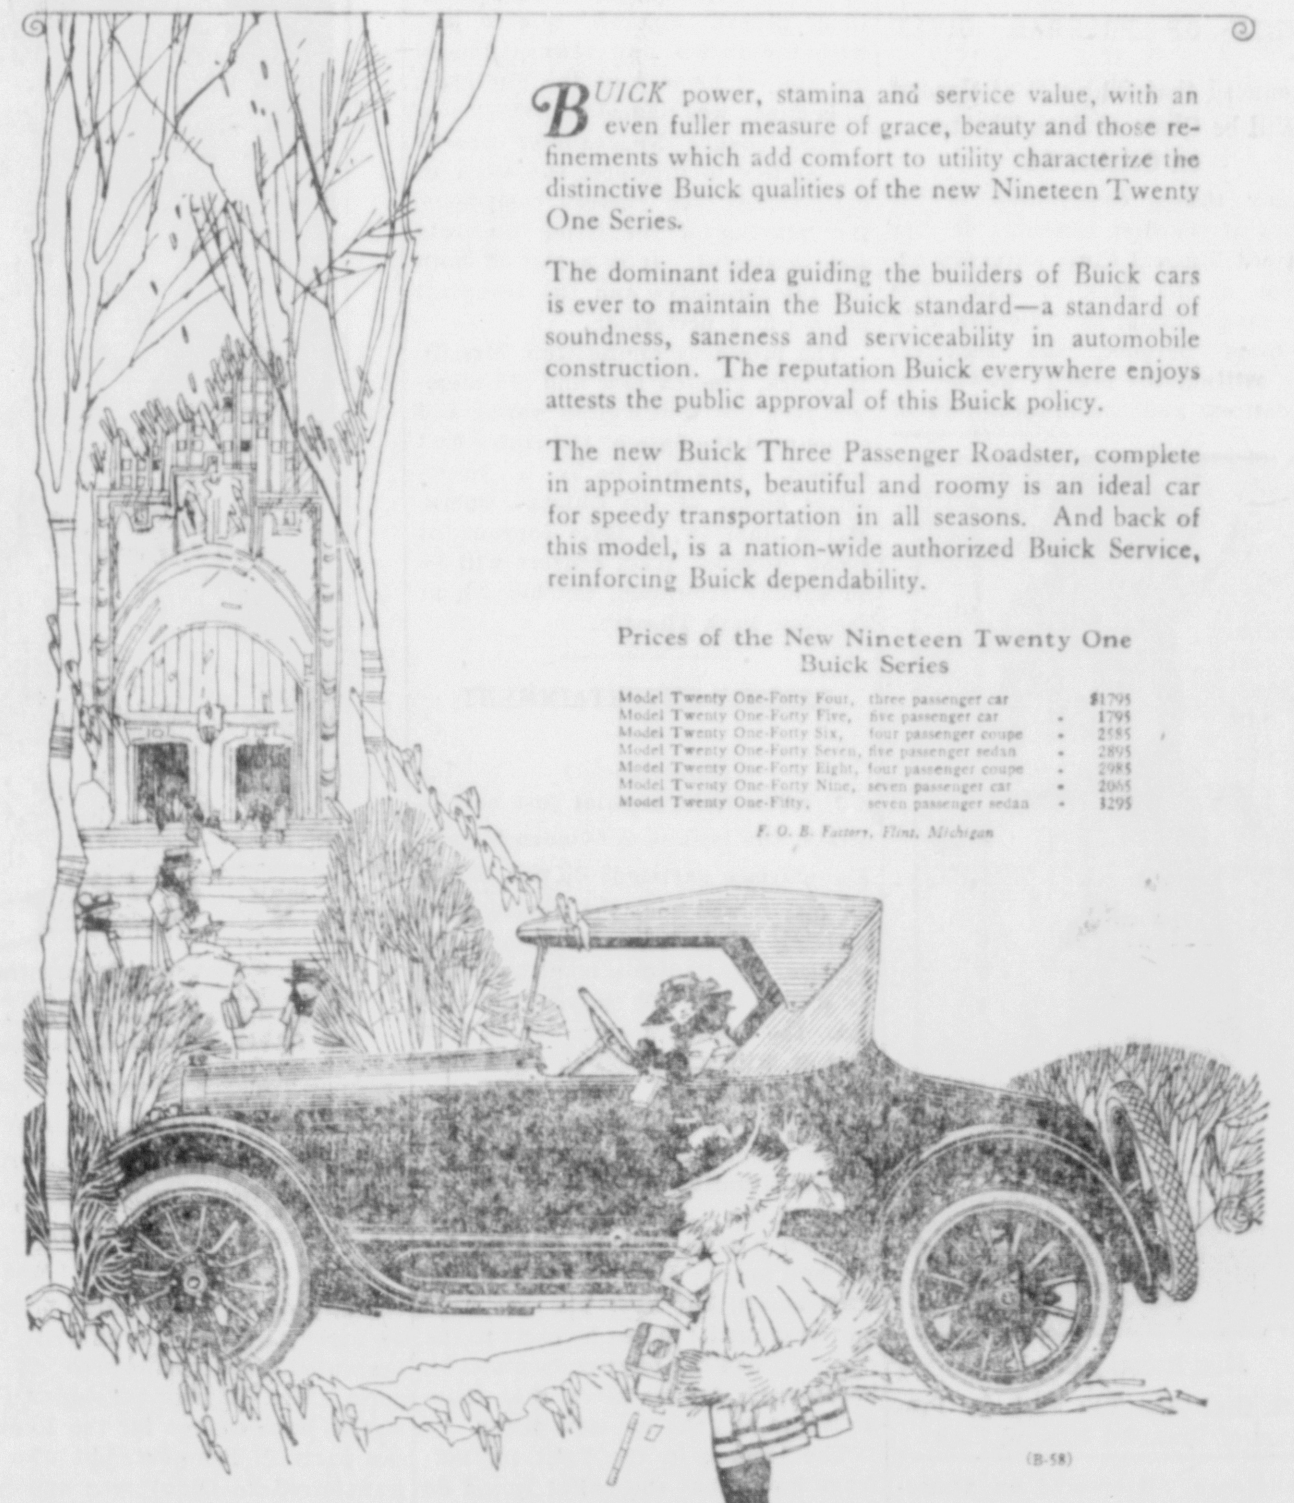 BUICK power, stamina and service value, with an
even fuller measure of grace, beauty and those re-
finements which add comfort to utility characterize the
distinctive Buick qualities of the new Nineteen Twenty
One Series.
The dominant idea guiding the builders of Buick cars
is ever to maintain the Buick standard—a standard of
soundness, saneness and serviceability in automobile
construction. The reputation Buick everywhere enjoys
attests the public approval of this Buick policy.
The new Buick Three Passenger Roadster, complete
in appointments, beautiful and roomy is an ideal car
for speedy transportation in all seasons. And back of
this model, is a nation-wide authorized Buick Service,
reinforcing Buick dependability.
Prices of the New Nineteen Twenty One
Buick Series
Model Twenty One-Forty Four, three passenger car $1795
Model Twenty One-Forty Five, five passenger car - 1795
Model Twenty One-Forty Six, four passenger coupe - 2585
Model Twenty One-Forty Seven, five passenger sedan - 2895
Model Twenty One-Forty Eight, four passenger coupe - 2985
Model Twenty One-Forty Nine, seven passenger car - 2065
Model Twenty One-Fifty, seven passenger sedan - 3295
F. O. B. Factory, Flint, Michigan
(B-58)